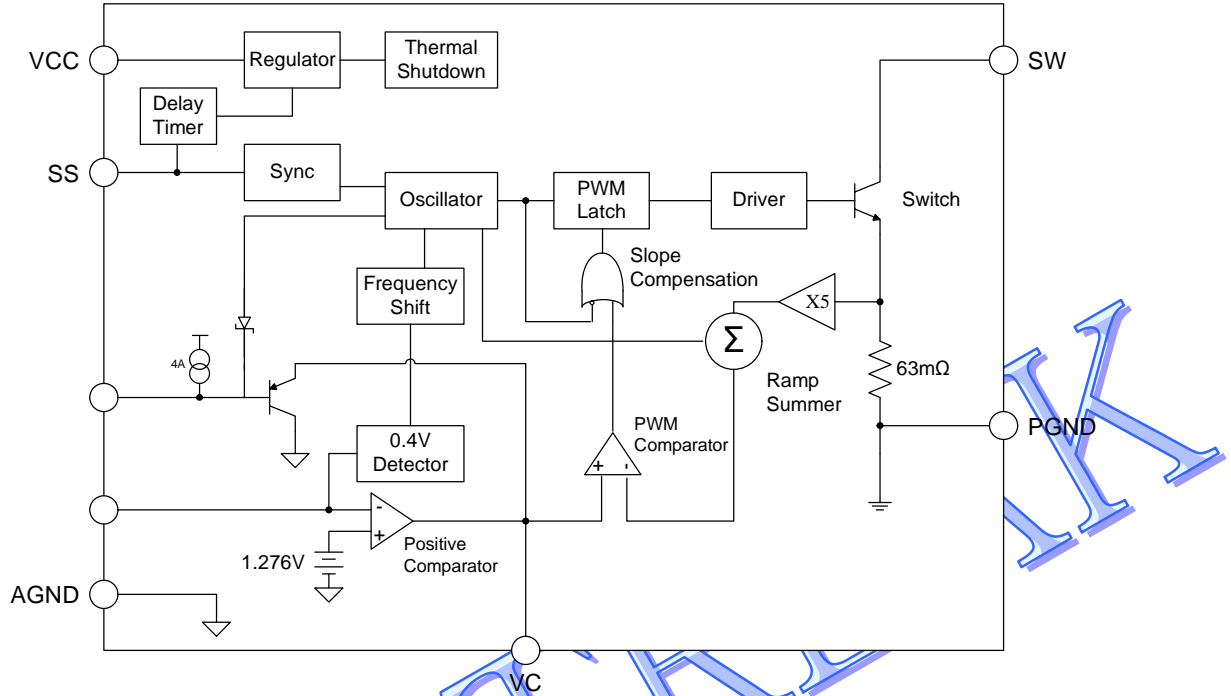 VCC
Regulator
Thermal
Shutdown
SW
Delay
Timer
SS
Sync
Oscillator
PWM
Latch
Driver
Switch
Slope
Compensation
Frequency
Shift
X5
Σ
4A
63mΩ
Ramp
Summer
PWM
Comparator
+ -
PGND
0.4V
Detector
-
+
1.276V
Positive
Comparator
AGND
VC